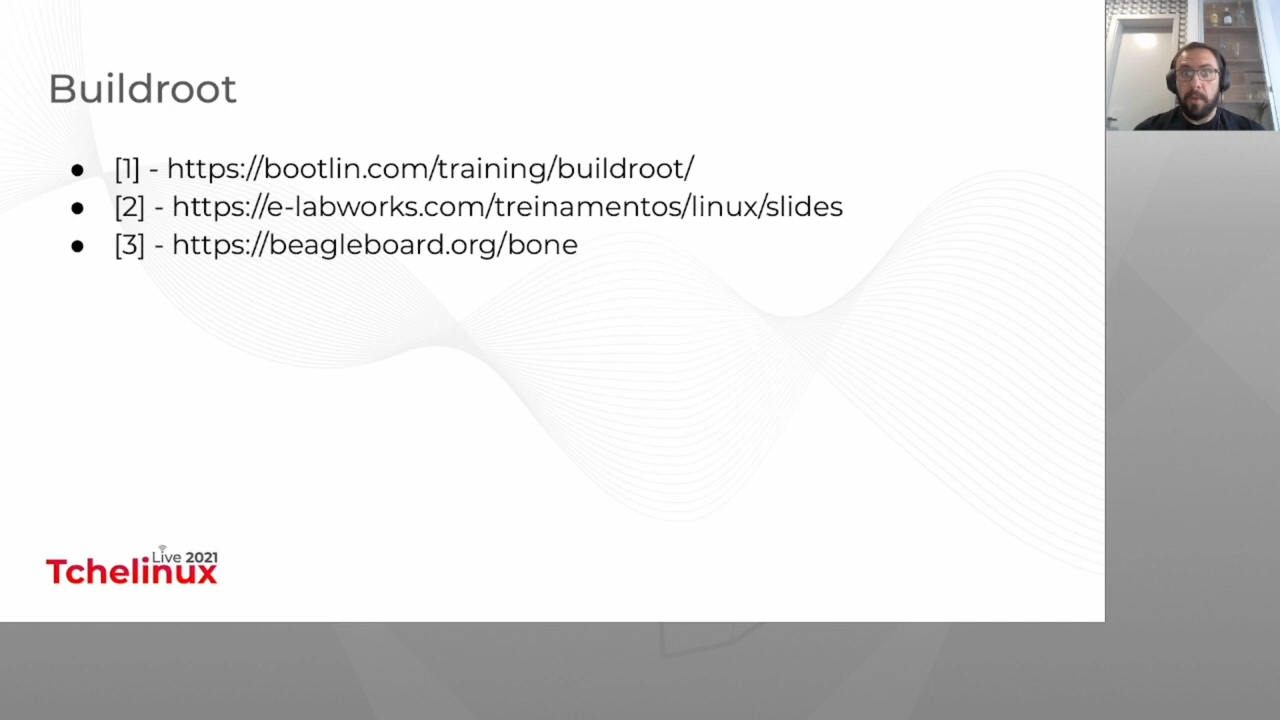 Buildroot
● [1] - https://bootlin.com/training/buildroot/
● [2] - https://e-labworks.com/treinamentos/linux/slides
● [3] - https://beagleboard.org/bone
Live 2021
Tchelinux